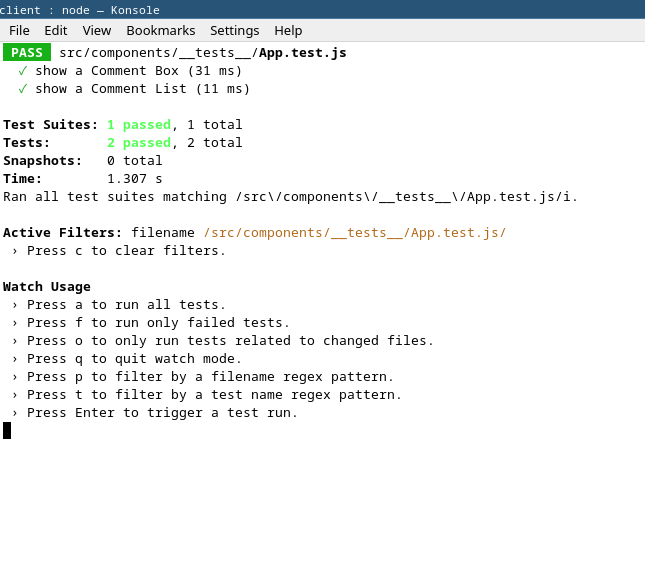 client : node — Konsole
File Edit View Bookmarks Settings Help
PASS src/components/__tests__/App.test.js
✓ show a Comment Box (31 ms)
✓ show a Comment List (11 ms)
Test Suites: 1 passed, 1 total
Tests: 2 passed, 2 total
Snapshots: 0 total
Time: 1.307 s
Ran all test suites matching /src\/components\/__tests__\/App.test.js/i.
Active Filters: filename /src/components/__tests__/App.test.js/
› Press c to clear filters.
Watch Usage
› Press a to run all tests.
› Press f to run only failed tests.
› Press o to only run tests related to changed files.
› Press q to quit watch mode.
› Press p to filter by a filename regex pattern.
› Press t to filter by a test name regex pattern.
› Press Enter to trigger a test run.